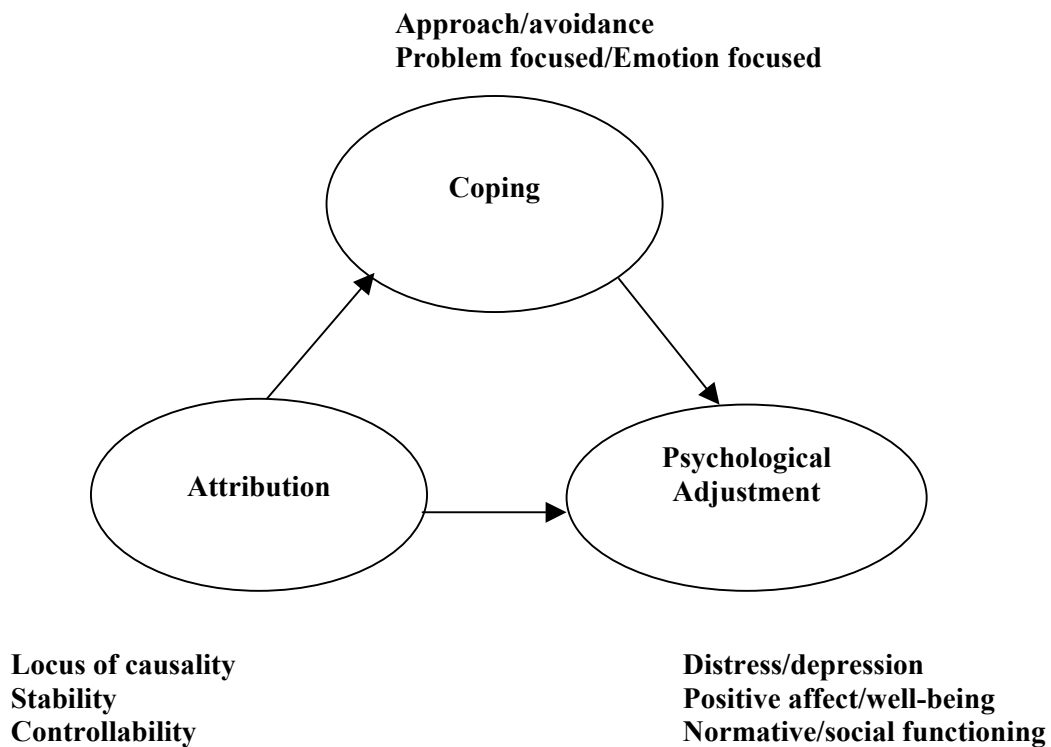 Approach/avoidance
Problem focused/Emotion focused
Coping
Attribution
Psychological
Adjustment
Locus of causality
Stability
Controllability
Distress/depression
Positive affect/well-being
Normative/social functioning